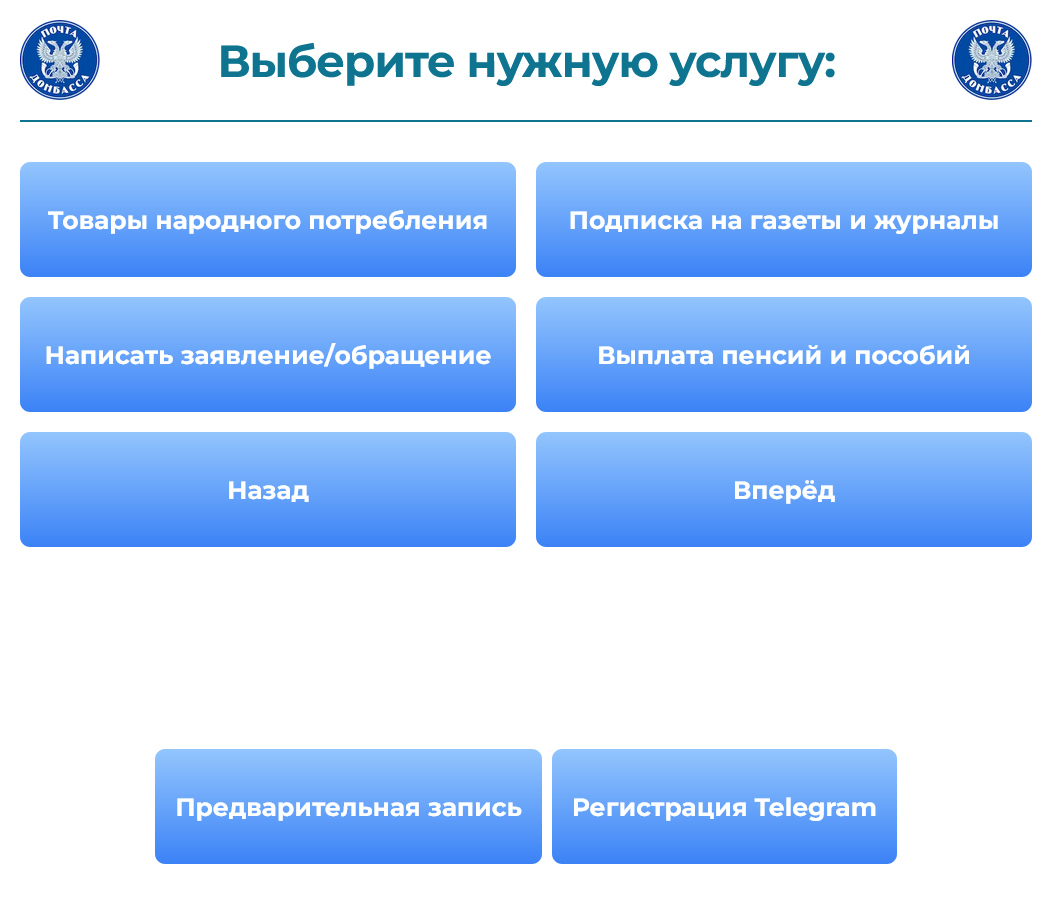 ПОЧТА
ДОНБАССА
Выберите нужную услугу:
ПОЧТА
ДОНБАССА
Товары народного потребления
Подписка на газеты и журналы
Написать заявление/обращение
Выплата пенсий и пособий
Назад
Вперёд
Предварительная запись
Регистрация Telegram